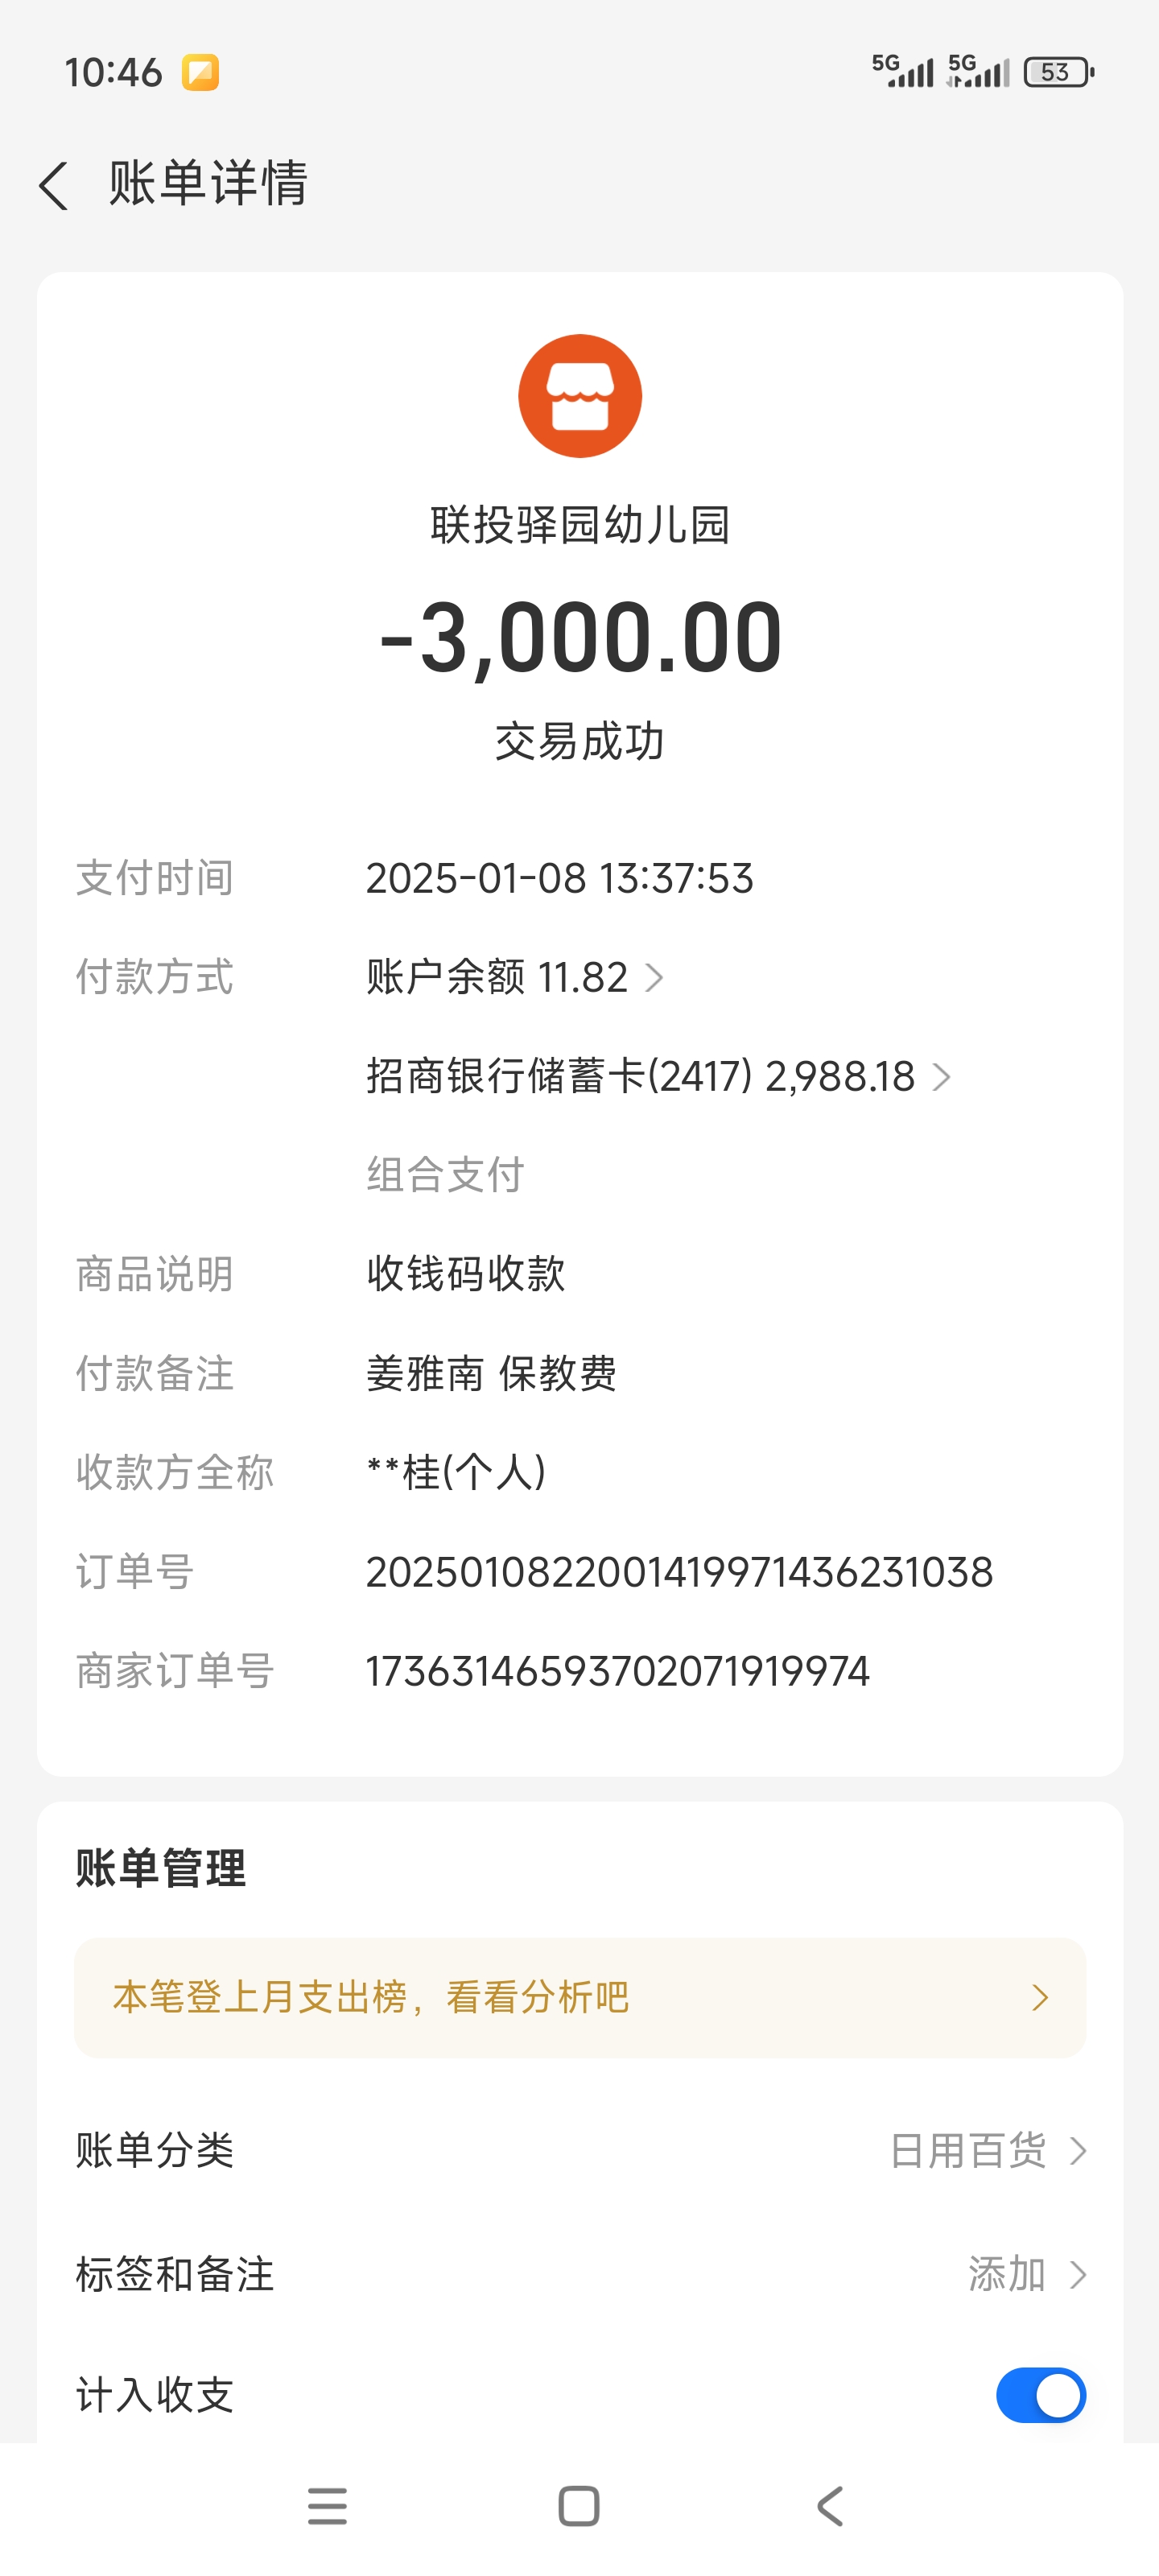 10:46
5G 5G 53
账单详情
联投驿园幼儿园
-3,000.00
交易成功
支付时间 2025-01-08 13:37:53
付款方式 账户余额 11.82
招商银行储蓄卡(2417) 2,988.18
组合支付
商品说明 收钱码收款
付款备注 姜雅南 保教费
收款方全称 **桂(个人)
订单号 2025010822001419971436231038
商家订单号 1736314659370207191997​4
账单管理
本笔登上月支出榜，看看分析吧
账单分类 日用百货
标签和备注 添加
计入收支